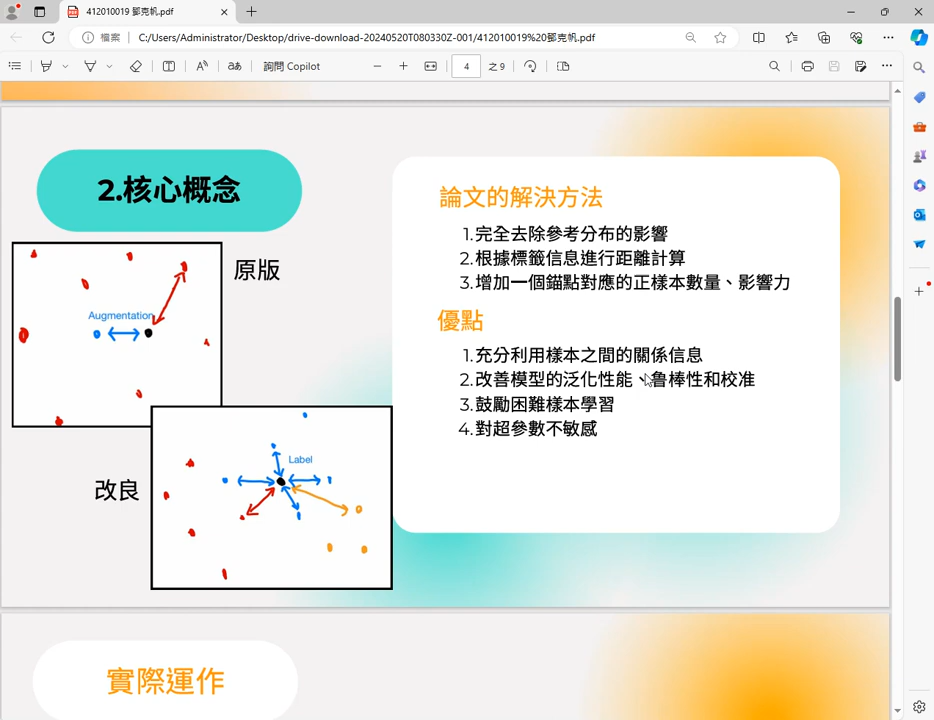 412010019 鄧克帆.pdf
檔案
C:/Users/Administrator/Desktop/drive-download-20240520T080330Z-001/412010019%20鄧克帆.pdf
詢問 Copilot
4
之 9
2.核心概念
原版
Augmentation
改良
Label
論文的解決方法
1.完全去除參考分布的影響
2.根據標籤信息進行距離計算
3.增加一個錨點對應的正樣本數量、影響力
優點
1.充分利用樣本之間的關係信息
2.改善模型的泛化性能、魯棒性和校准
3.鼓勵困難樣本學習
4.對超參數不敏感
實際運作